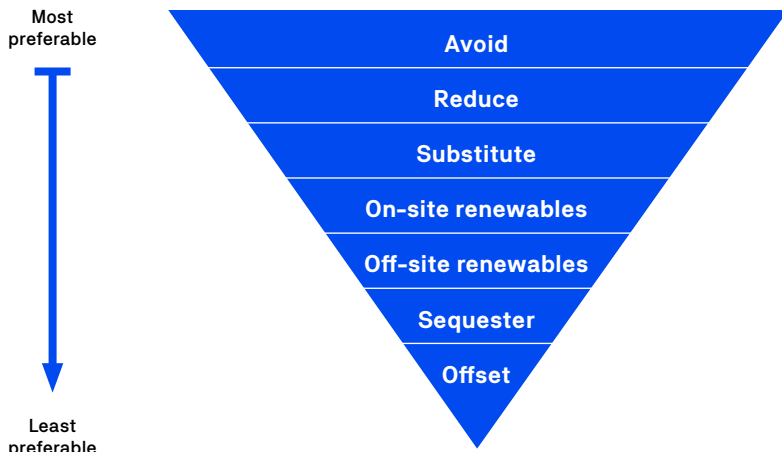 Most
preferable
Avoid
Reduce
Substitute
On-site renewables
Off-site renewables
Sequester
Offset
Least
preferable